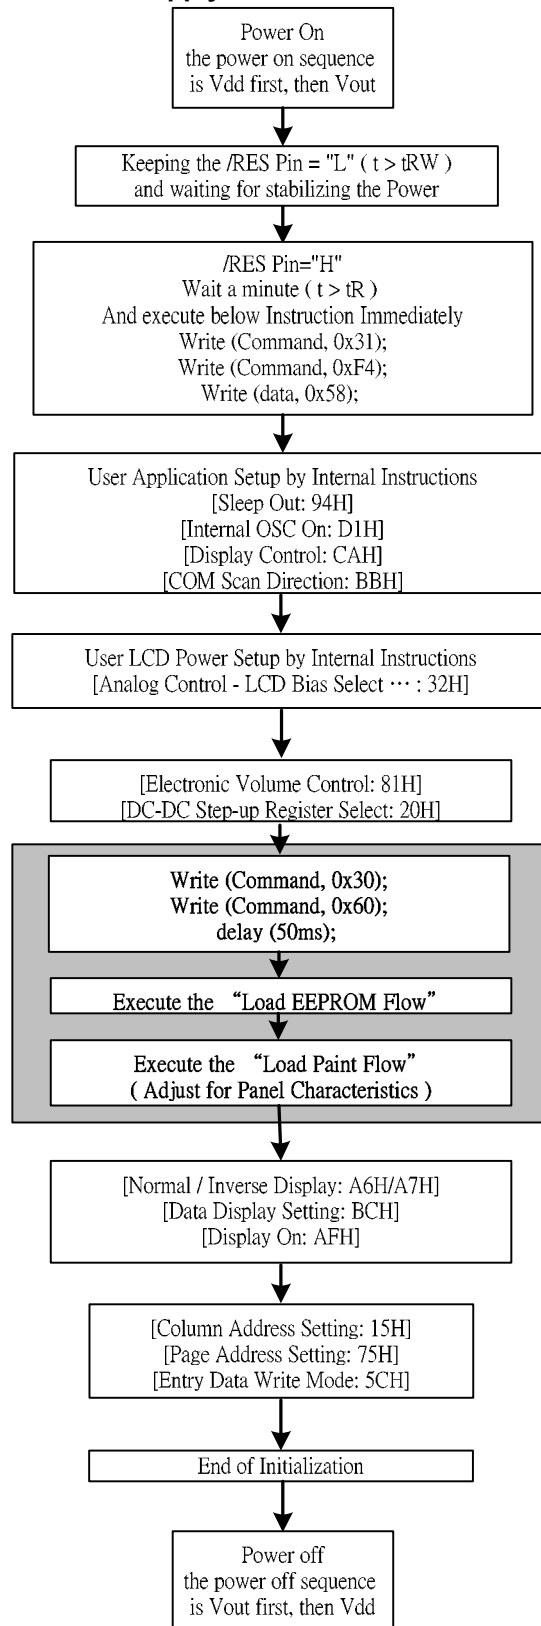 Power On
the power on sequence
is Vdd first, then Vout
Keeping the /RES Pin = "L" ( t > tRW )
and waiting for stabilizing the Power
/RES Pin="H"
Wait a minute ( t > tR )
And execute below Instruction Immediately
Write (Command, 0x31);
Write (Command, 0xF4);
Write (data, 0x58);
User Application Setup by Internal Instructions
[Sleep Out: 94H]
[Internal OSC On: D1H]
[Display Control: CAH]
[COM Scan Direction: BBH]
User LCD Power Setup by Internal Instructions
[Analog Control - LCD Bias Select ⋯ : 32H]
[Electronic Volume Control: 81H]
[DC-DC Step-up Register Select: 20H]
Write (Command, 0x30);
Write (Command, 0x60);
delay (50ms);
Execute the “Load EEPROM Flow”
Execute the “Load Paint Flow”
( Adjust for Panel Characteristics )
[Normal / Inverse Display: A6H/A7H]
[Data Display Setting: BCH]
[Display On: AFH]
[Column Address Setting: 15H]
[Page Address Setting: 75H]
[Entry Data Write Mode: 5CH]
End of Initialization
Power off
the power off sequence
is Vout first, then Vdd